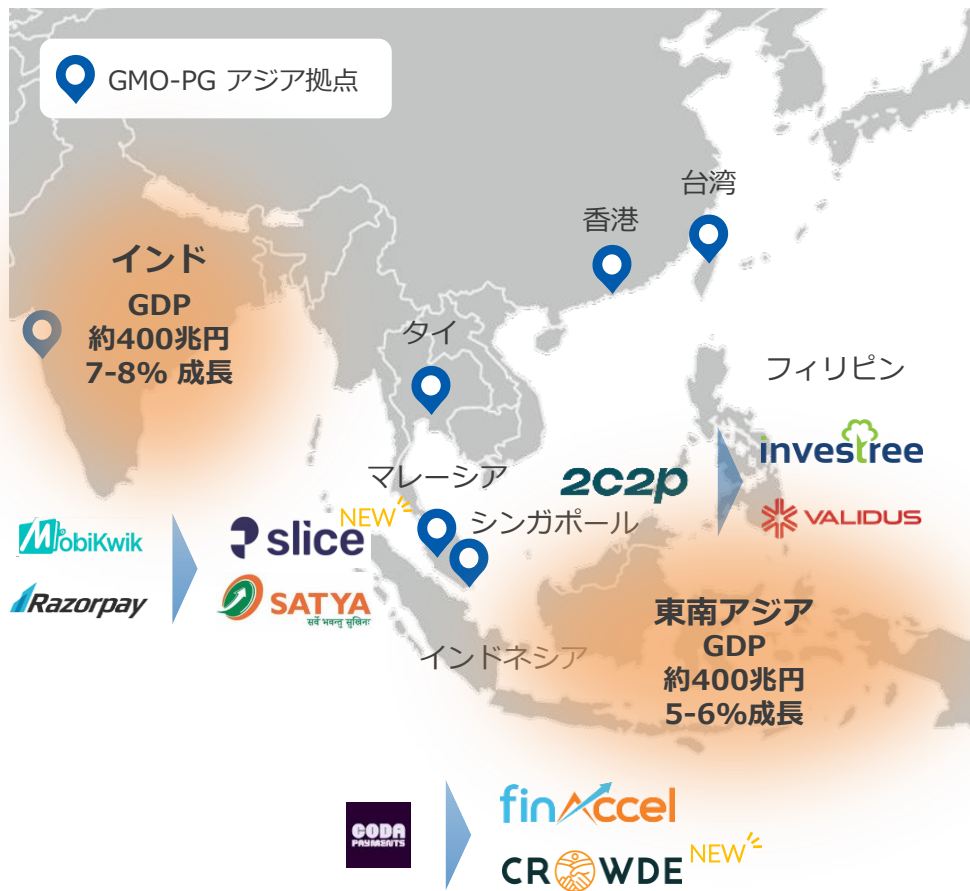 GMO-PG アジア拠点
台湾
香港
インド
GDP
約400兆円
7-8% 成長
タイ
フィリピン
investree
マレーシア
2c2p
NEW
シンガポール
VALIDUS
MobiKwik
slice
Razorpay
SATYA
सर्वे भवन्तु सुखिनः
東南アジア
GDP
約400兆円
5-6%成長
インドネシア
finAccel
CODA
PAYMENTS
CROWDE
NEW